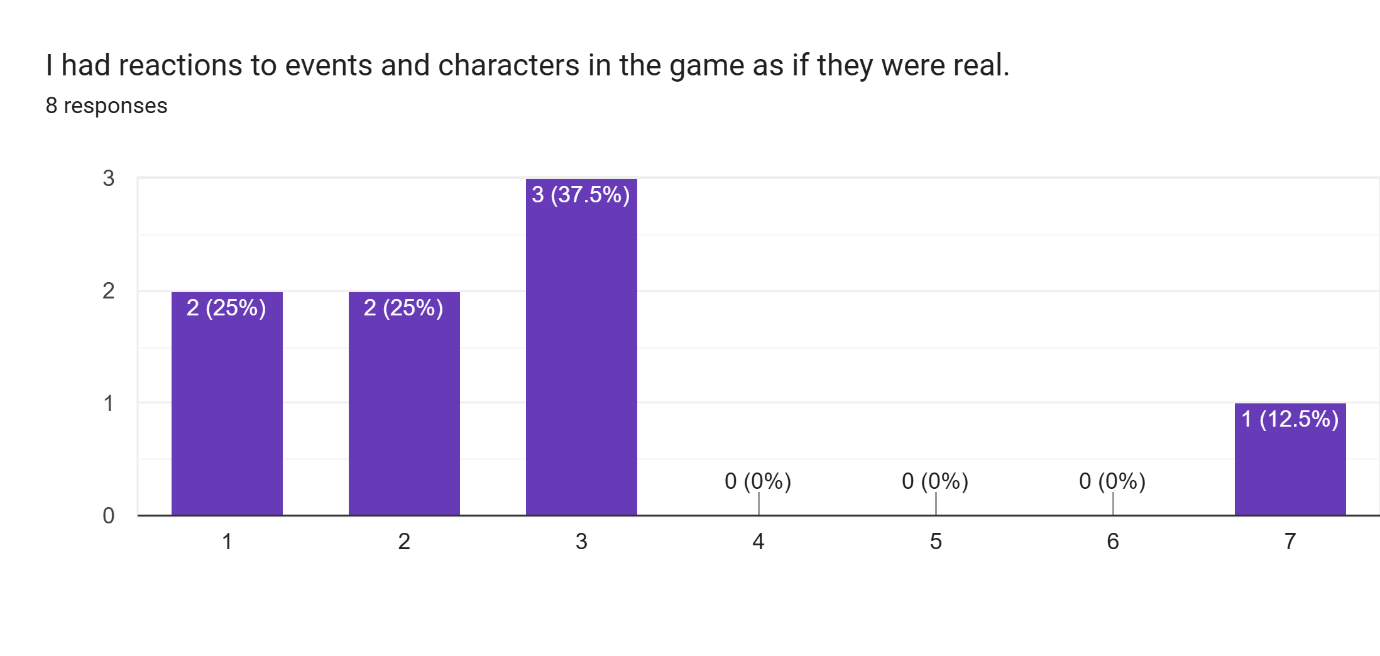 I had reactions to events and characters in the game as if they were real.
8 responses
3
3 (37.5%)
2
2 (25%) 2 (25%)
1
1 (12.5%)
0 (0%) 0 (0%) 0 (0%)
0
1 2 3 4 5 6 7